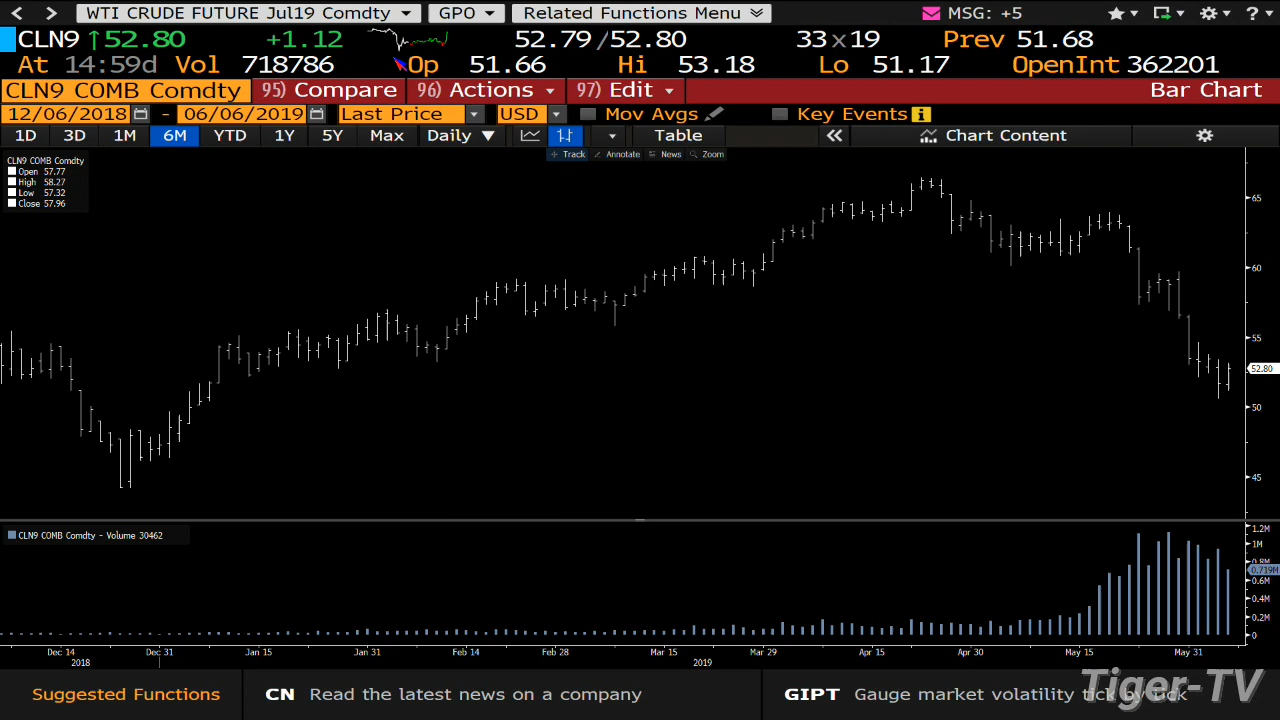 WTI CRUDE FUTURE Jul19 Comdty GPO Related Functions Menu MSG: +5 ?
CLN9 ↑52.80 +1.12 52.79/52.80 33x19 Prev 51.68
At 14:59d Vol 718786 Op 51.66 Hi 53.18 Lo 51.17 OpenInt 362201
CLN9 COMB Comdty 95) Compare 96) Actions 97) Edit Bar Chart
12/06/2018 - 06/06/2019 Last Price USD Mov Avgs Key Events i
1D 3D 1M 6M YTD 1Y 5Y Max Daily ▼ Table « Chart Content
Track Annotate News Zoom
CLN9 COMB Comdty
Open 57.77
High 58.27
Low 57.32
Close 57.96
65
60
55
52.80
50
45
CLN9 COMB Comdty - Volume 30462
1.2M
1M
0.8M
0.719M
0.6M
0.4M
0.2M
0
Dec 14 Dec 31 Jan 15 Jan 31 Feb 14 Feb 28 Mar 15 Mar 29 Apr 15 Apr 30 May 15 May 31
2018 2019
Suggested Functions CN Read the latest news on a company GIPT Gauge market volatility tick by tick
Tiger-TV